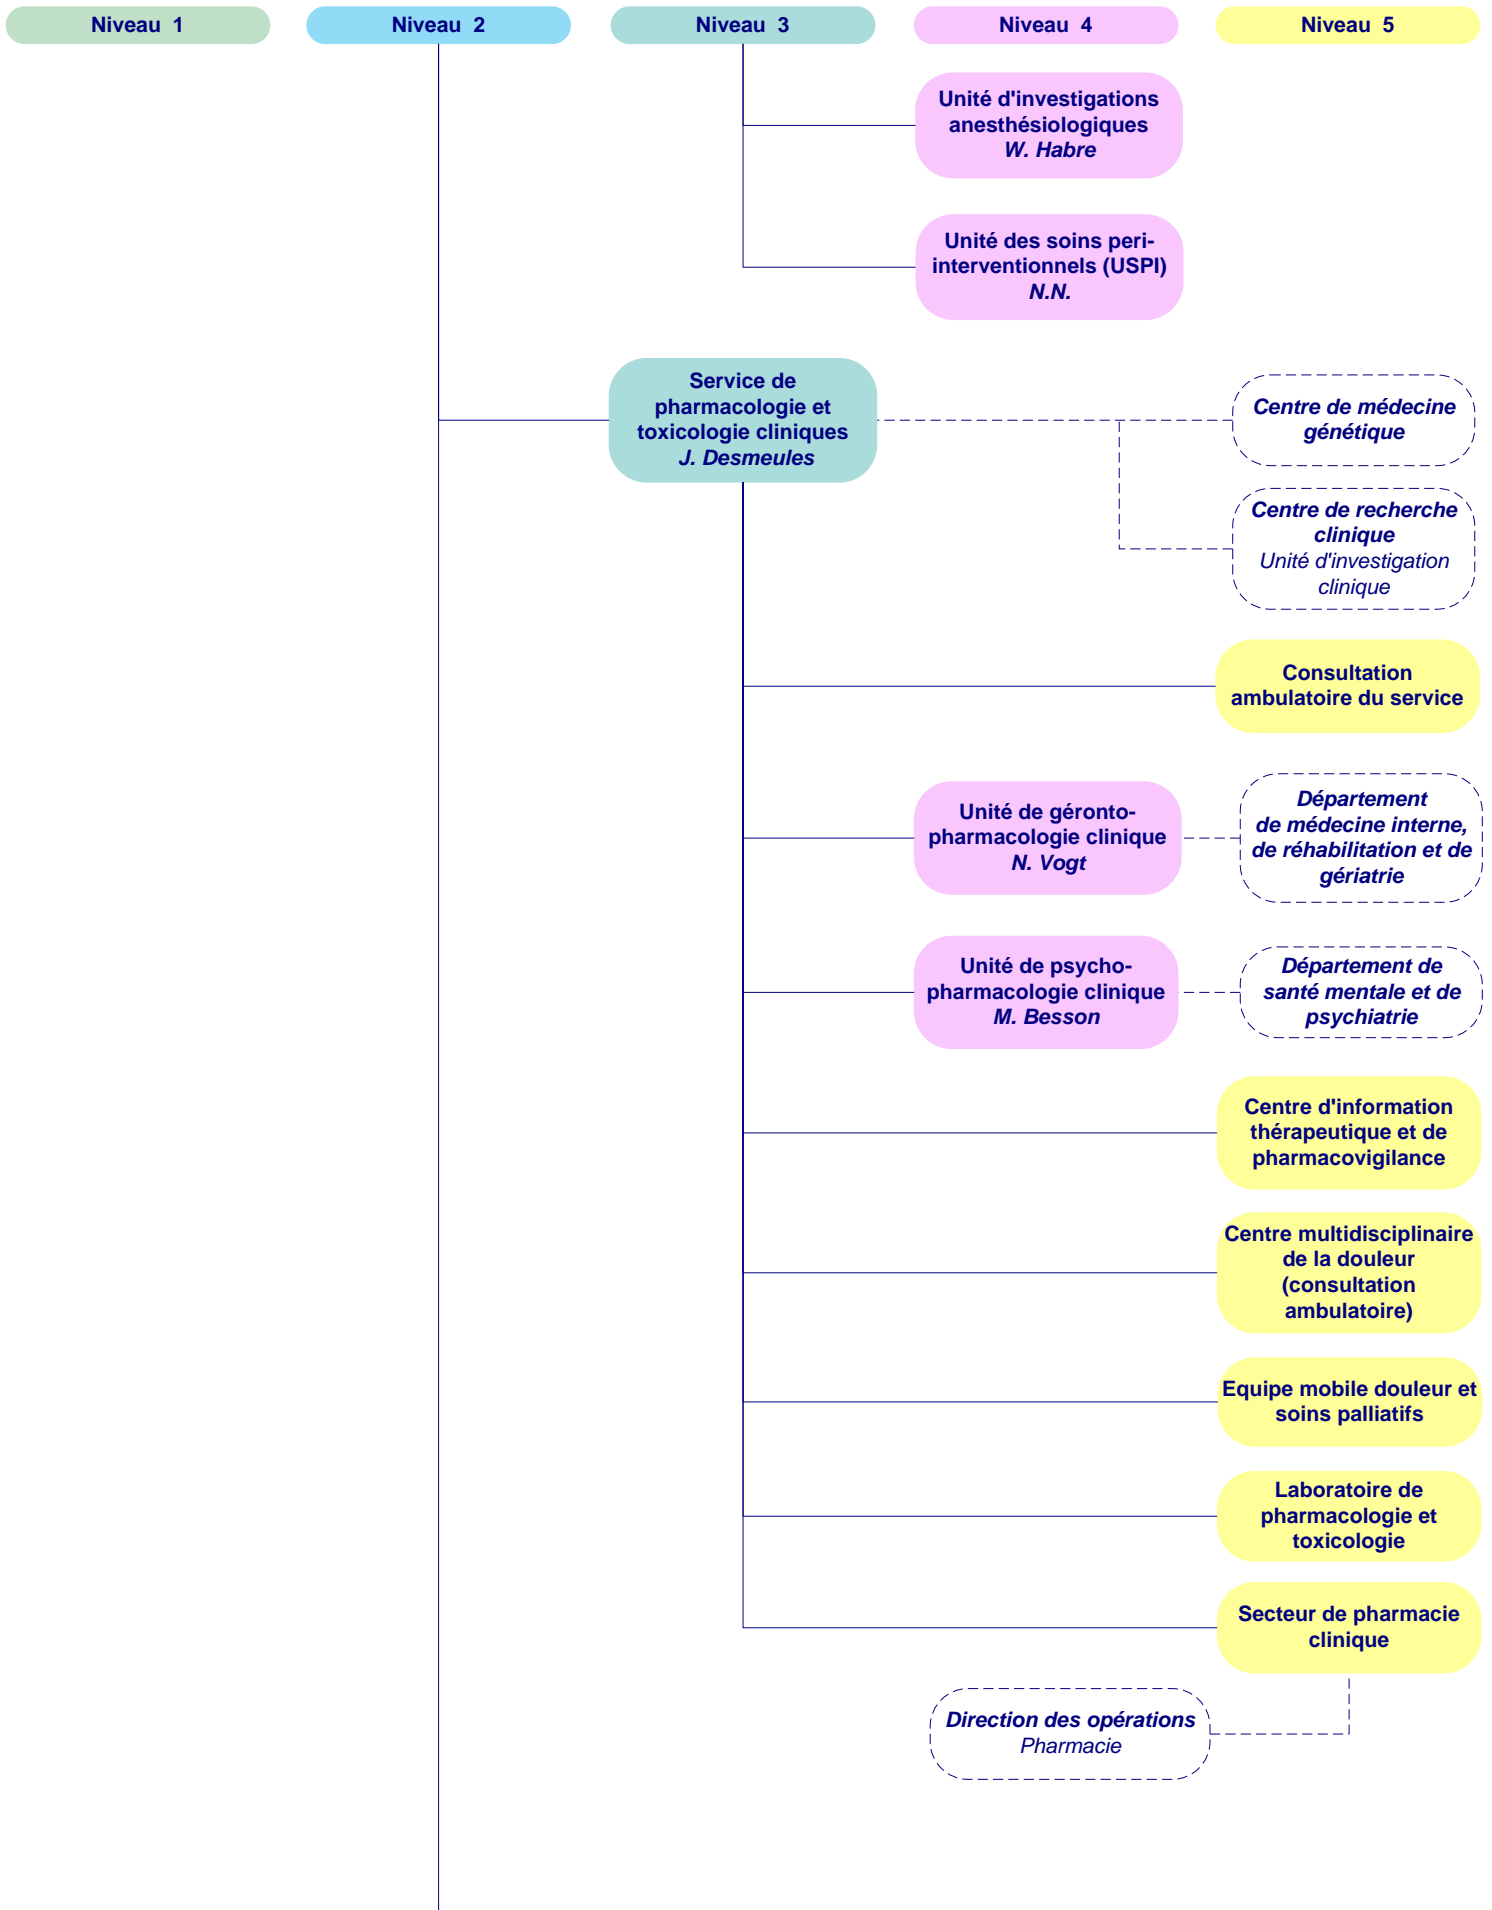 Niveau 1
Niveau 2
Niveau 3
Niveau 4
Niveau 5
Unité d'investigations
anesthésiologiques
W. Habre
Unité des soins peri-
interventionnels (USPI)
N.N.
Service de
pharmacologie et
toxicologie cliniques
J. Desmeules
Centre de médecine
génétique
Centre de recherche
clinique
Unité d'investigation
clinique
Consultation
ambulatoire du service
Unité de géronto-
pharmacologie clinique
N. Vogt
Département
de médecine interne,
de réhabilitation et de
gériatrie
Unité de psycho-
pharmacologie clinique
M. Besson
Département de
santé mentale et de
psychiatrie
Centre d'information
thérapeutique et de
pharmacovigilance
Centre multidisciplinaire
de la douleur
(consultation
ambulatoire)
Equipe mobile douleur et
soins palliatifs
Laboratoire de
pharmacologie et
toxicologie
Secteur de pharmacie
clinique
Direction des opérations
Pharmacie